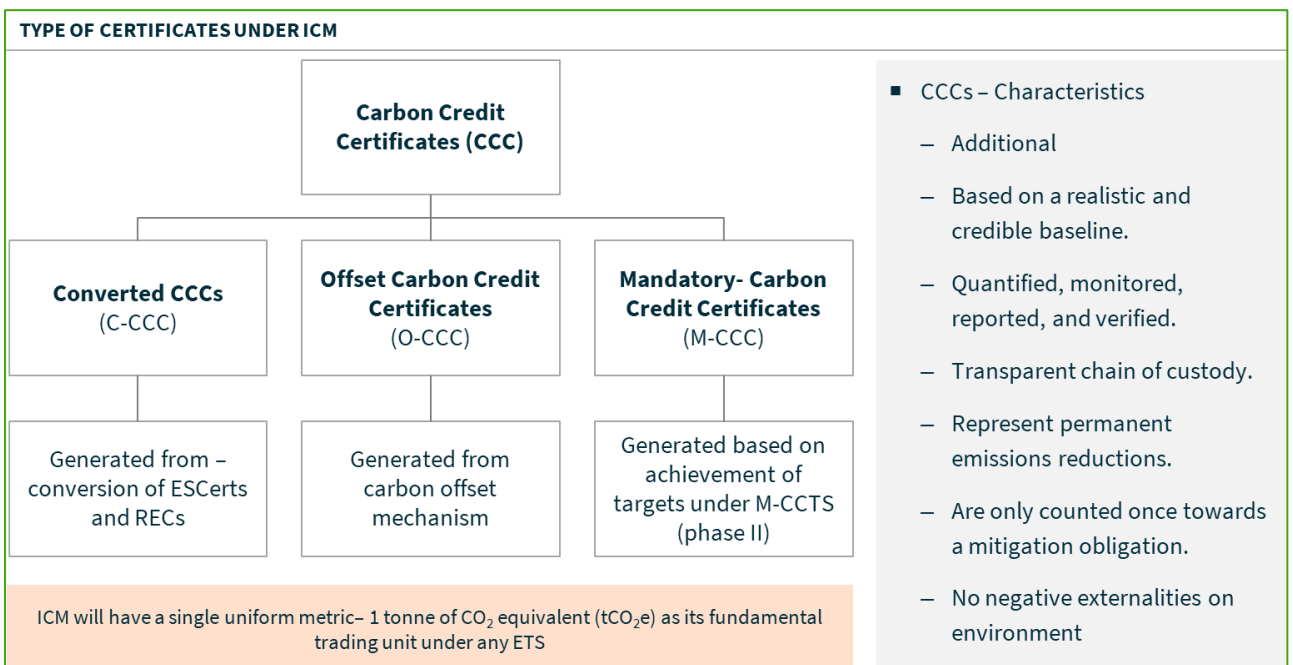 TYPE OF CERTIFICATES UNDER ICM
Carbon Credit
Certificates (CCC)
Converted CCCs
(C-CCC)
Offset Carbon Credit
Certificates
(O-CCC)
Mandatory- Carbon
Credit Certificates
(M-CCC)
Generated from –
conversion of ESCerts
and RECs
Generated from
carbon offset
mechanism
Generated based on
achievement of
targets under M-CCTS
(phase II)
ICM will have a single uniform metric– 1 tonne of CO₂ equivalent (tCO₂e) as its fundamental
trading unit under any ETS
■ CCCs – Characteristics
– Additional
– Based on a realistic and
credible baseline.
– Quantified, monitored,
reported, and verified.
– Transparent chain of custody.
– Represent permanent
emissions reductions.
– Are only counted once towards
a mitigation obligation.
– No negative externalities on
environment